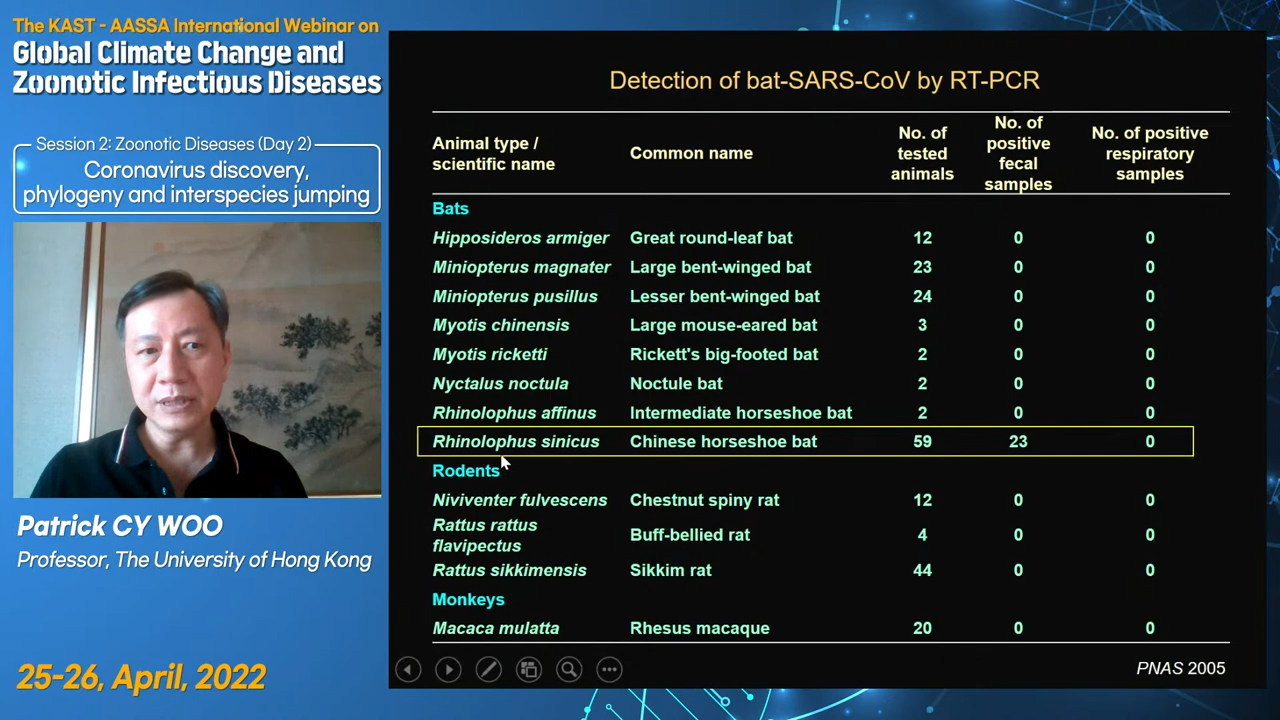 The KAST - AASSA International Webinar on
Global Climate Change and
Zoonotic Infectious Diseases
Session 2: Zoonotic Diseases (Day 2)
Coronavirus discovery,
phylogeny and interspecies jumping
Patrick CY WOO
Professor, The University of Hong Kong
25-26, April, 2022
Detection of bat-SARS-CoV by RT-PCR
Animal type / scientific name Common name No. of tested animals No. of positive fecal samples No. of positive respiratory samples
Bats
Hipposideros armiger Great round-leaf bat 12 0 0
Miniopterus magnater Large bent-winged bat 23 0 0
Miniopterus pusillus Lesser bent-winged bat 24 0 0
Myotis chinensis Large mouse-eared bat 3 0 0
Myotis ricketti Rickett's big-footed bat 2 0 0
Nyctalus noctula Noctule bat 2 0 0
Rhinolophus affinus Intermediate horseshoe bat 2 0 0
Rhinolophus sinicus Chinese horseshoe bat 59 23 0
Rodents
Niviventer fulvescens Chestnut spiny rat 12 0 0
Rattus rattus flavipectus Buff-bellied rat 4 0 0
Rattus sikkimensis Sikkim rat 44 0 0
Monkeys
Macaca mulatta Rhesus macaque 20 0 0
PNAS 2005